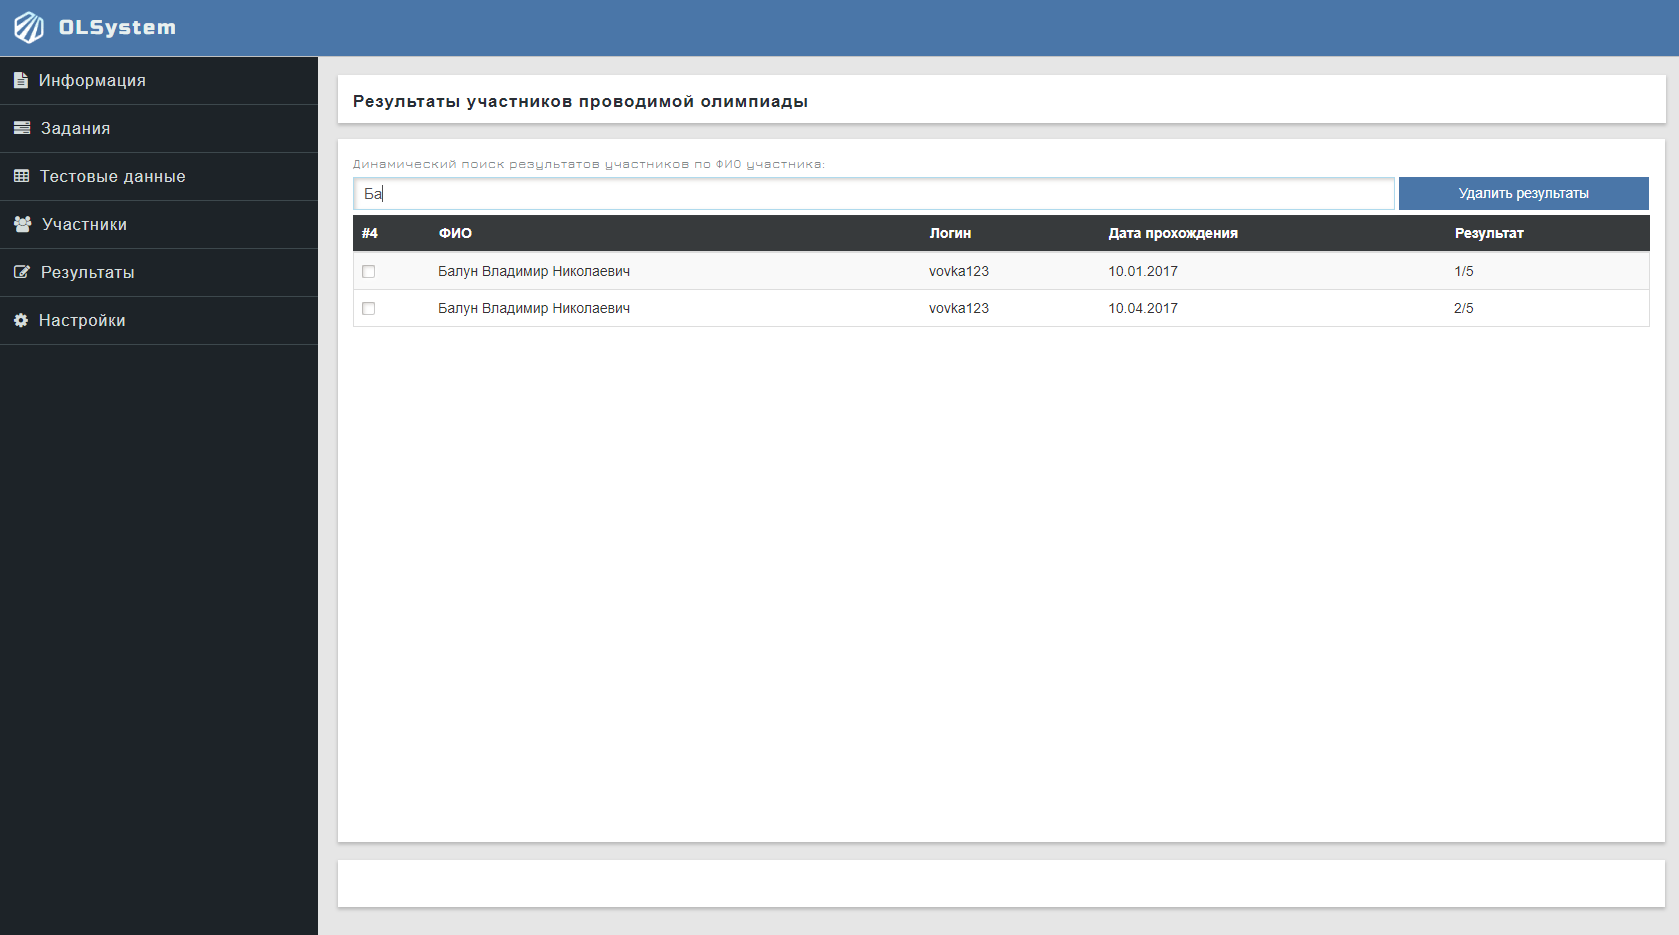 OLSystem
Информация
Задания
Тестовые данные
Участники
Результаты
Настройки
Результаты участников проводимой олимпиады
Динамический поиск результатов участников по ФИО участника:
Ба
Удалить результаты
#4 ФИО Логин Дата прохождения Результат
Балун Владимир Николаевич vovka123 10.01.2017 1/5
Балун Владимир Николаевич vovka123 10.04.2017 2/5